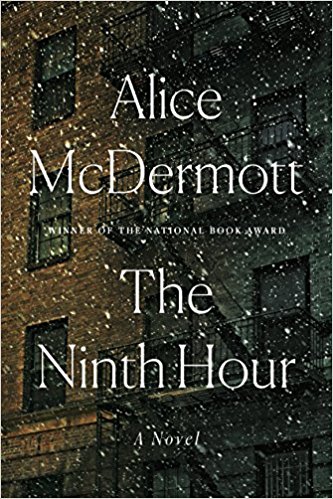 Alice
McDermott
WINNER OF THE NATIONAL BOOK AWARD
The
Ninth Hour
A Novel